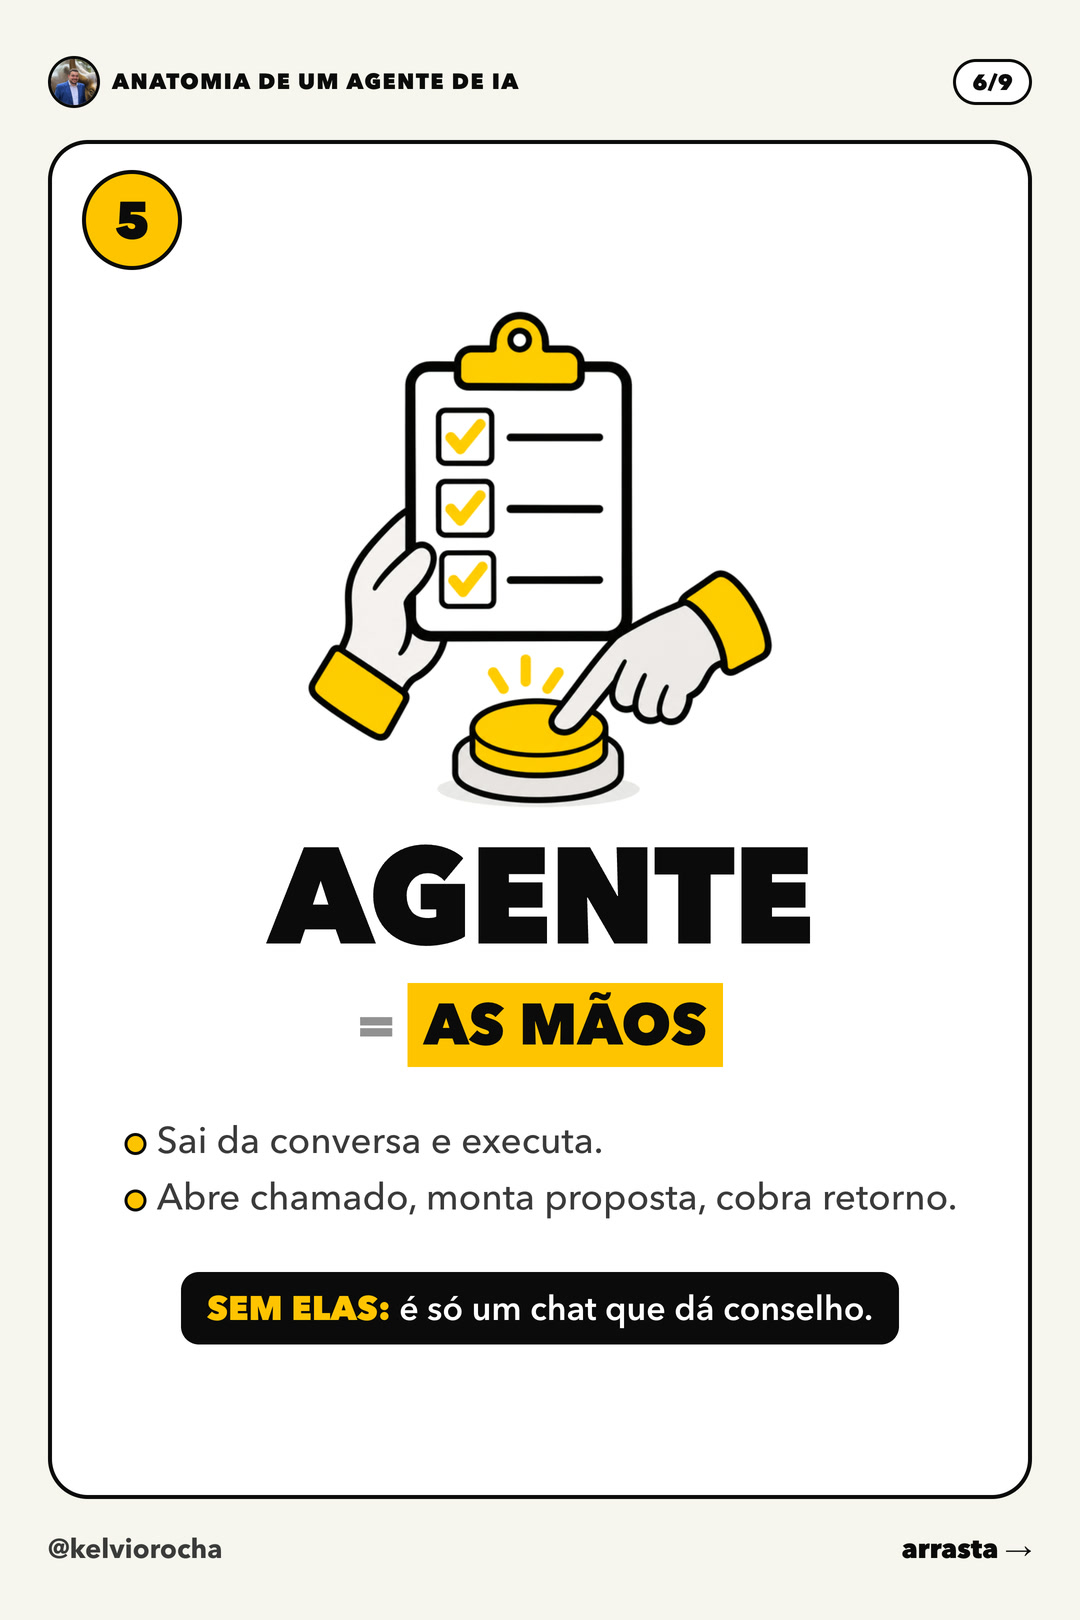 ANATOMIA DE UM AGENTE DE IA
6/9
5
AGENTE
= AS MÃOS
Sai da conversa e executa.
Abre chamado, monta proposta, cobra retorno.
SEM ELAS: é só um chat que dá conselho.
@kelviorocha
arrasta →